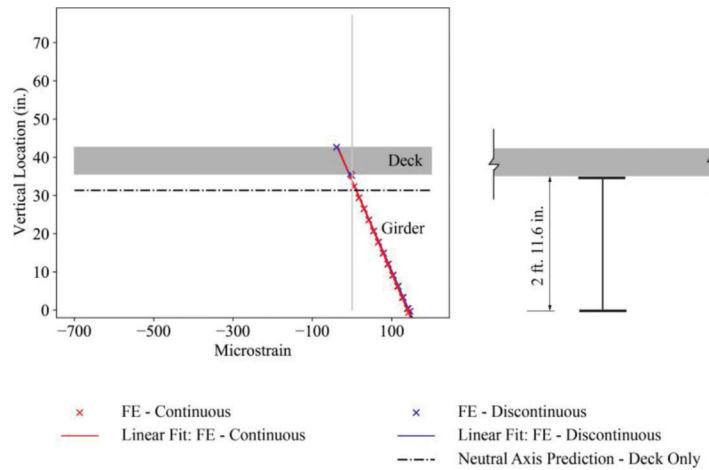 Vertical Location (in.)
70
60
50
40
30
20
10
0
Deck
Girder
−700
−500
−300
−100
100
Microstrain
2 ft. 11.6 in.
FE - Continuous
FE - Discontinuous
Linear Fit: FE - Continuous
Linear Fit: FE - Discontinuous
Neutral Axis Prediction - Deck Only